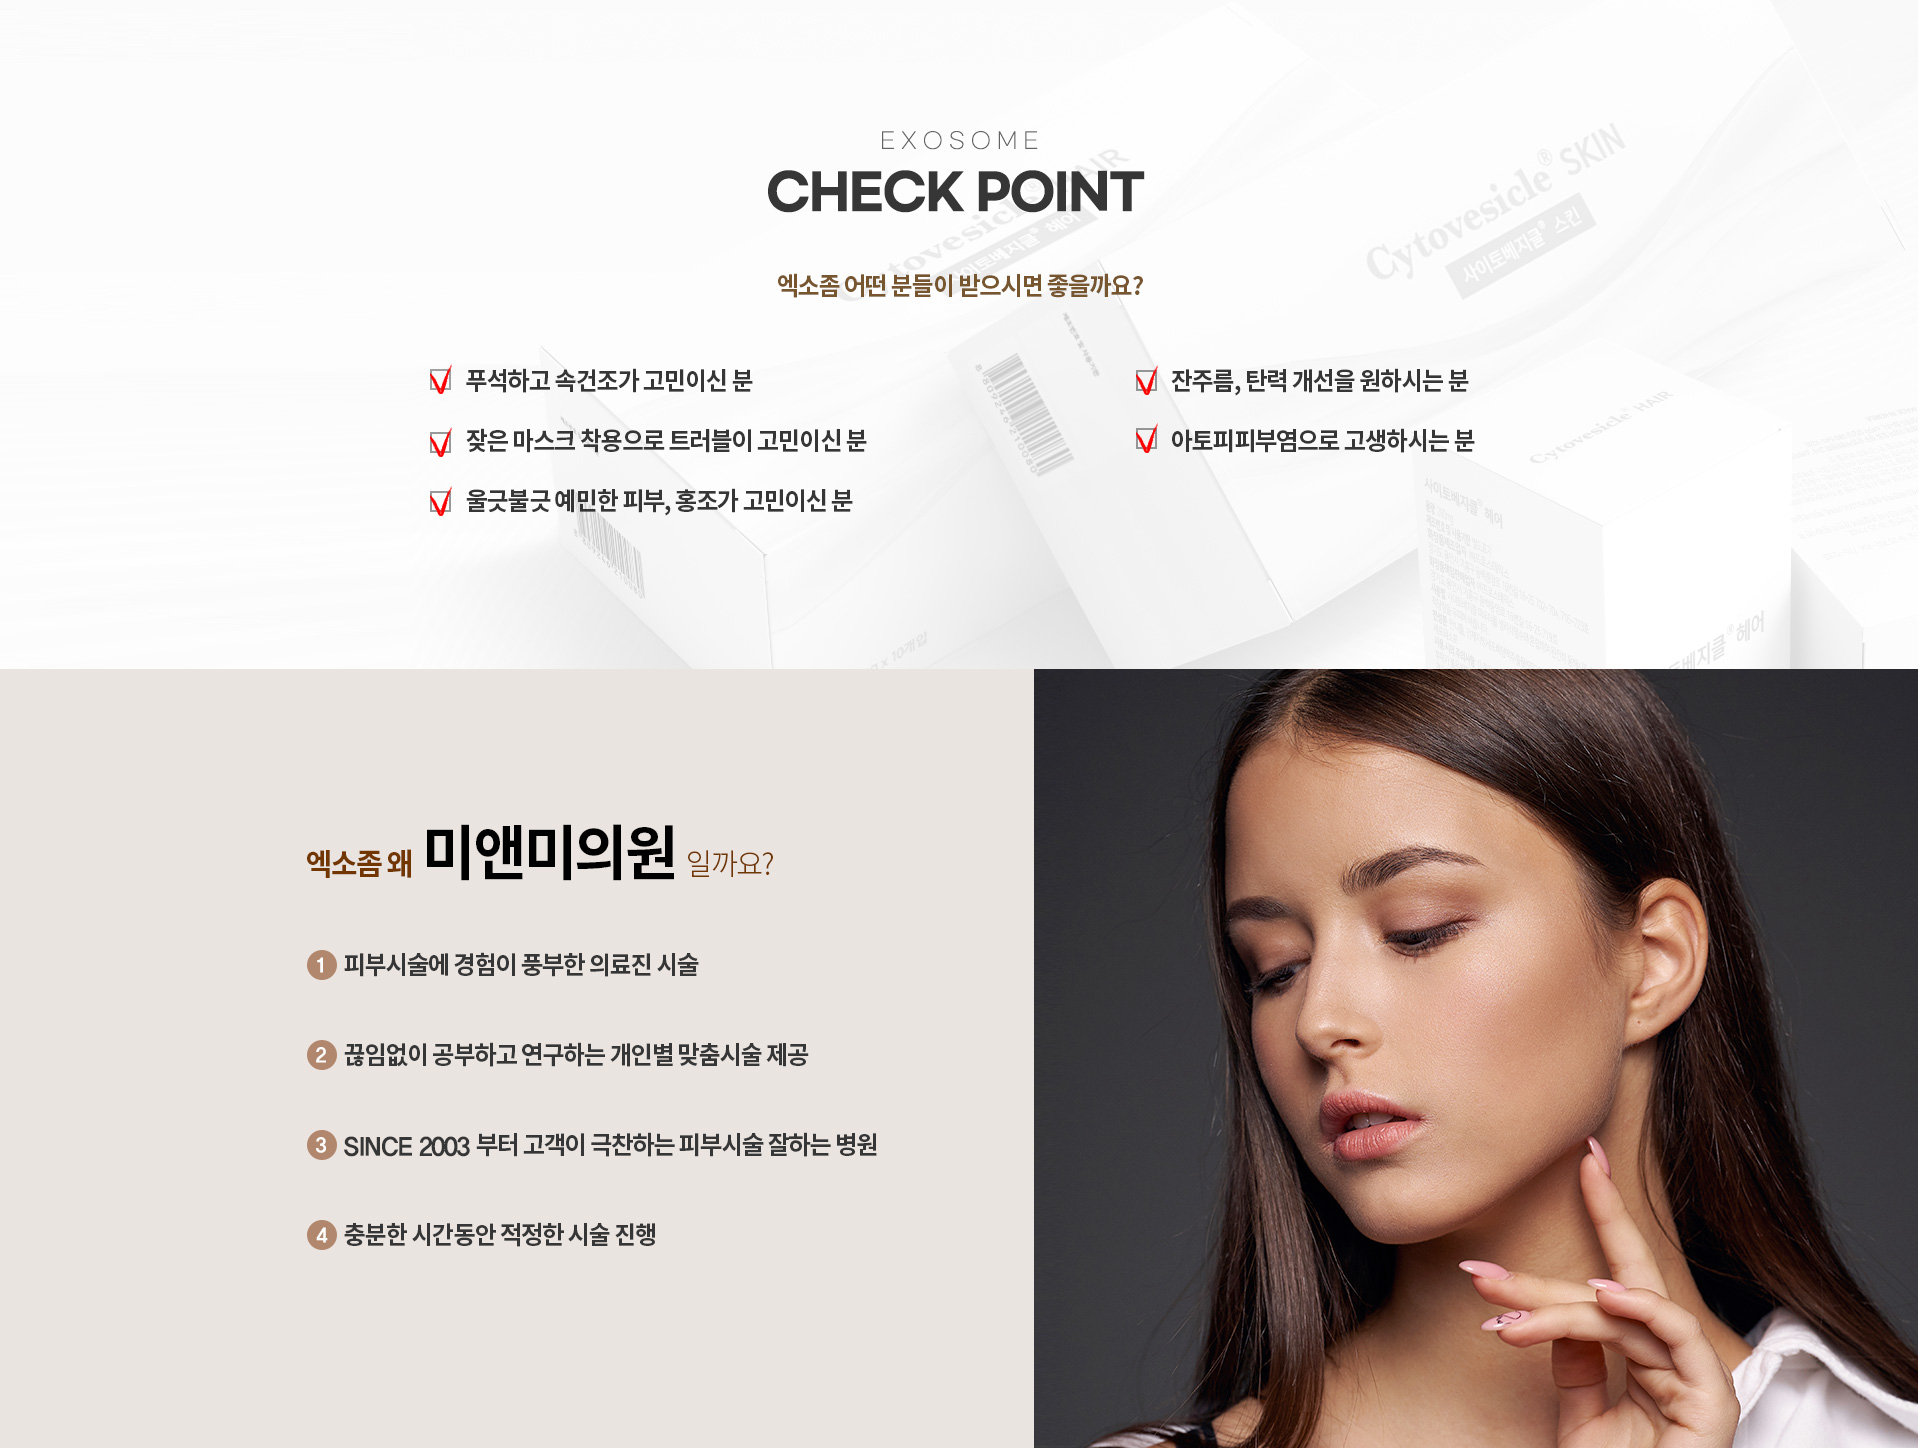 EXOSOME
CHECK POINT
엑소좀 어떤 분들이 받으시면 좋을까요?
푸석하고 속건조가 고민이신 분
잦은 마스크 착용으로 트러블이 고민이신 분
울긋불긋 예민한 피부, 홍조가 고민이신 분
잔주름, 탄력 개선을 원하시는 분
아토피피부염으로 고생하시는 분
Cytovesicle® SKIN
사이토베지클® 스킨
Cytovesicle® HAIR
사이토베지클® 헤어
엑소좀 왜 미앤미의원 일까요?
1 피부시술에 경험이 풍부한 의료진 시술
2 끊임없이 공부하고 연구하는 개인별 맞춤시술 제공
3 SINCE 2003 부터 고객이 극찬하는 피부시술 잘하는 병원
4 충분한 시간동안 적정한 시술 진행